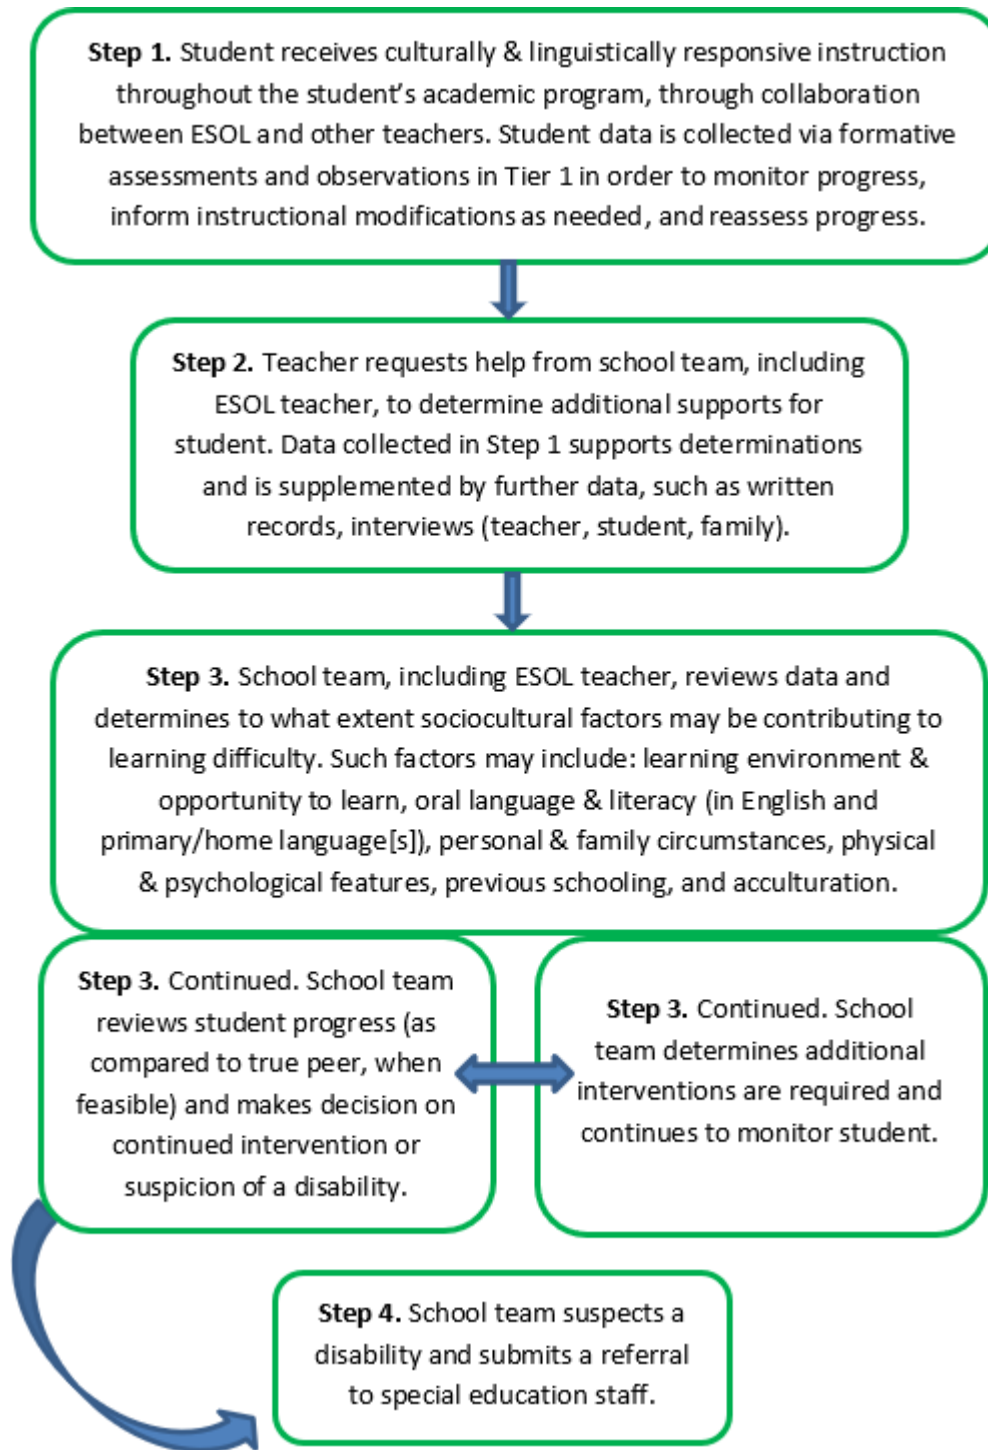 Step 1. Student receives culturally & linguistically responsive instruction
throughout the student’s academic program, through collaboration
between ESOL and other teachers. Student data is collected via formative
assessments and observations in Tier 1 in order to monitor progress,
inform instructional modifications as needed, and reassess progress.
Step 2. Teacher requests help from school team, including
ESOL teacher, to determine additional supports for
student. Data collected in Step 1 supports determinations
and is supplemented by further data, such as written
records, interviews (teacher, student, family).
Step 3. School team, including ESOL teacher, reviews data and
determines to what extent sociocultural factors may be contributing to
learning difficulty. Such factors may include: learning environment &
opportunity to learn, oral language & literacy (in English and
primary/home language[s]), personal & family circumstances, physical
& psychological features, previous schooling, and acculturation.
Step 3. Continued. School team
reviews student progress (as
compared to true peer, when
feasible) and makes decision on
continued intervention or
suspicion of a disability.
Step 3. Continued. School
team determines additional
interventions are required and
continues to monitor student.
Step 4. School team suspects a
disability and submits a referral
to special education staff.